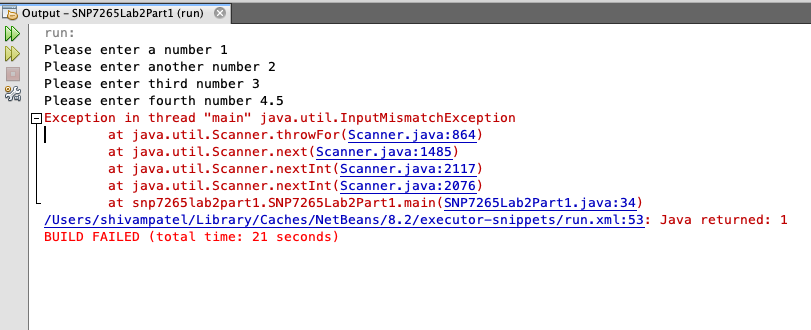 Output – SNP7265Lab2Part1 (run)
run:
Please enter a number 1
Please enter another number 2
Please enter third number 3
Please enter fourth number 4.5
Exception in thread "main" java.util.InputMismatchException
at java.util.Scanner.throwFor(Scanner.java:864)
at java.util.Scanner.next(Scanner.java:1485)
at java.util.Scanner.nextInt(Scanner.java:2117)
at java.util.Scanner.nextInt(Scanner.java:2076)
at snp7265lab2part1.SNP7265Lab2Part1.main(SNP7265Lab2Part1.java:34)
/Users/shivampatel/Library/Caches/NetBeans/8.2/executor-snippets/run.xml:53: Java returned: 1
BUILD FAILED (total time: 21 seconds)